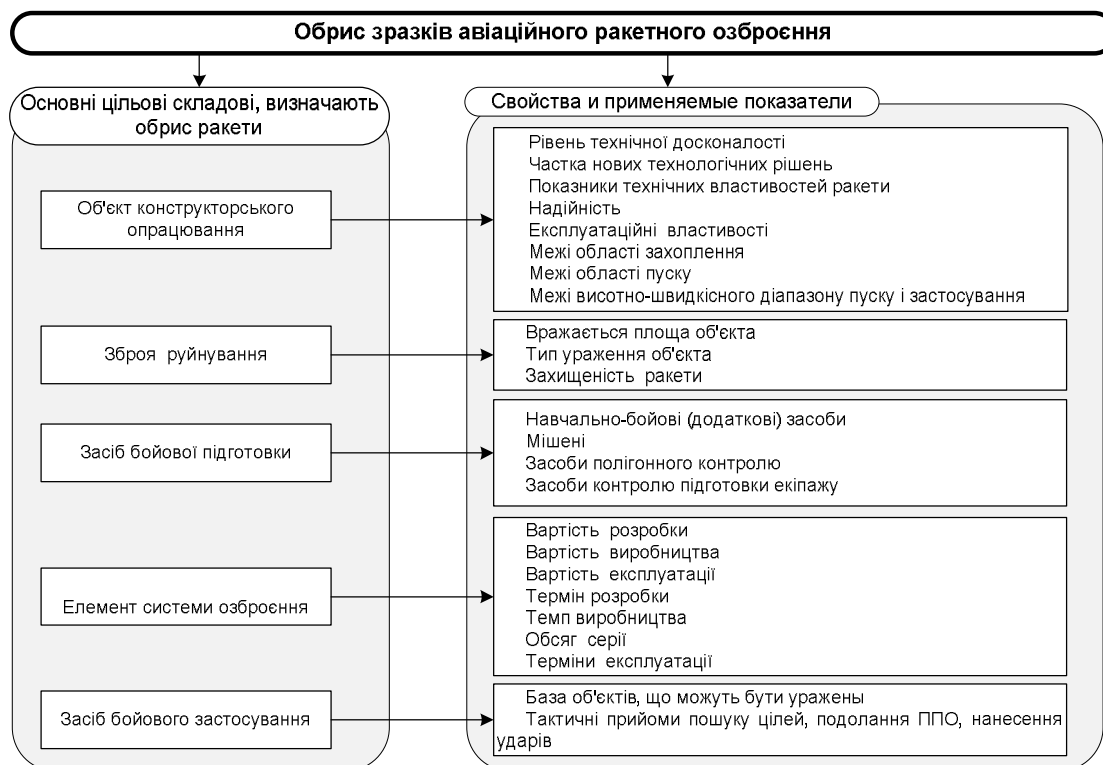 Обрис зразків авіаційного ракетного озброєння
Основні цільові складові, визначають
обрис ракети
Свойства и применяемые показатели
Об'єкт конструкторського
опрацювання
Рівень технічної досконалості
Частка нових технологічних рішень
Показники технічних властивостей ракети
Надійність
Експлуатаційні властивості
Межі області захоплення
Межі області пуску
Межі висотно-швидкісного діапазону пуску і застосування
Зброя руйнування
Вражається площа об'єкта
Тип ураження об'єкта
Захищеність ракети
Засіб бойової підготовки
Навчально-бойові (додаткові) засоби
Мішені
Засоби полігонного контролю
Засоби контролю підготовки екіпажу
Елемент системи озброєння
Вартість розробки
Вартість виробництва
Вартість експлуатації
Термін розробки
Темп виробництва
Обсяг серії
Терміни експлуатації
Засіб бойового застосування
База об'єктів, що можуть бути уражены
Тактичні прийоми пошуку цілей, подолання ППО, нанесення
ударів